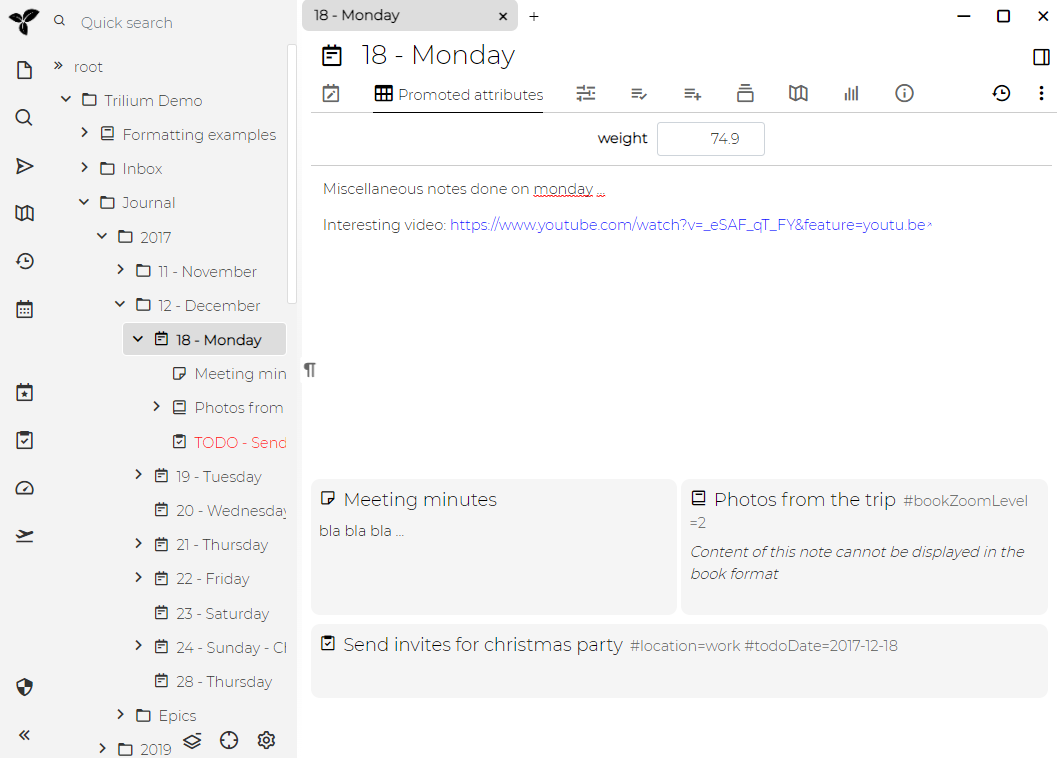 Quick search
root
Trilium Demo
Formatting examples
Inbox
Journal
2017
11 - November
12 - December
18 - Monday
Meeting min
Photos from
TODO - Send
19 - Tuesday
20 - Wednesday
21 - Thursday
22 - Friday
23 - Saturday
24 - Sunday - Ch
28 - Thursday
Epics
2019
18 - Monday
18 - Monday
Promoted attributes
weight 74.9
Miscellaneous notes done on monday ...
Interesting video: https://www.youtube.com/watch?v=_eSAF_qT_FY&feature=youtu.be
Meeting minutes
bla bla bla ...
Photos from the trip #bookZoomLevel
=2
Content of this note cannot be displayed in the
book format
Send invites for christmas party #location=work #todoDate=2017-12-18